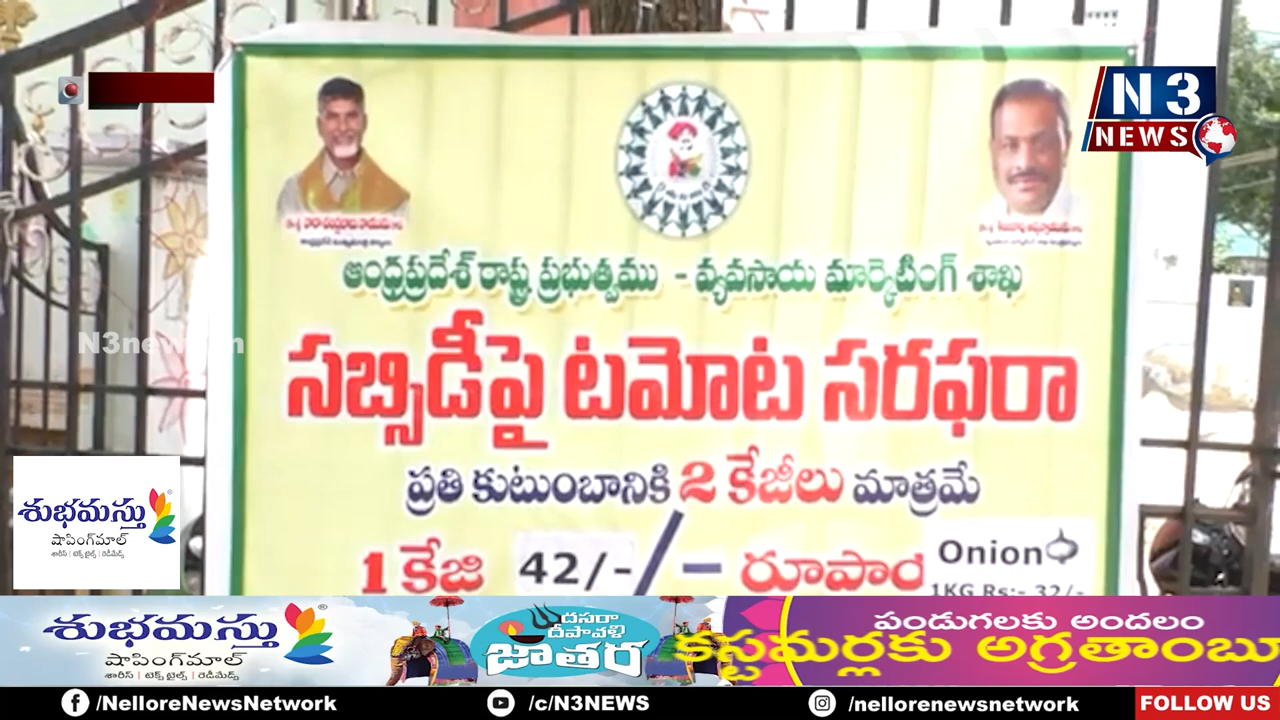 N3
NEWS
ఆంధ్రప్రదేశ్ రాష్ట్ర ప్రభుత్వము - వ్యవసాయ మార్కెటింగ్ శాఖ
సబ్సిడీపై టమోట సరఫరా
N3news.in
ప్రతి కుటుంబానికి 2 కేజీలు మాత్రమే
1 కేజి 42/- /- రూపాం
Onion
1KG Rs:- 32/-
శుభమస్తు
షాపింగ్‌మాల్
శారీస్ | టెక్స్‌టైల్స్ | రెడీమేడ్స్
శుభమస్తు
షాపింగ్‌మాల్
శారీస్ | టెక్స్‌టైల్స్ | రెడీమేడ్స్
దసరా
దీపావళి
జాతర
పండుగలకు అందలం
కస్టమర్లకు అగ్రతాంబూ
/NelloreNewsNetwork
/c/N3NEWS
/nellorenewsnetwork
FOLLOW US